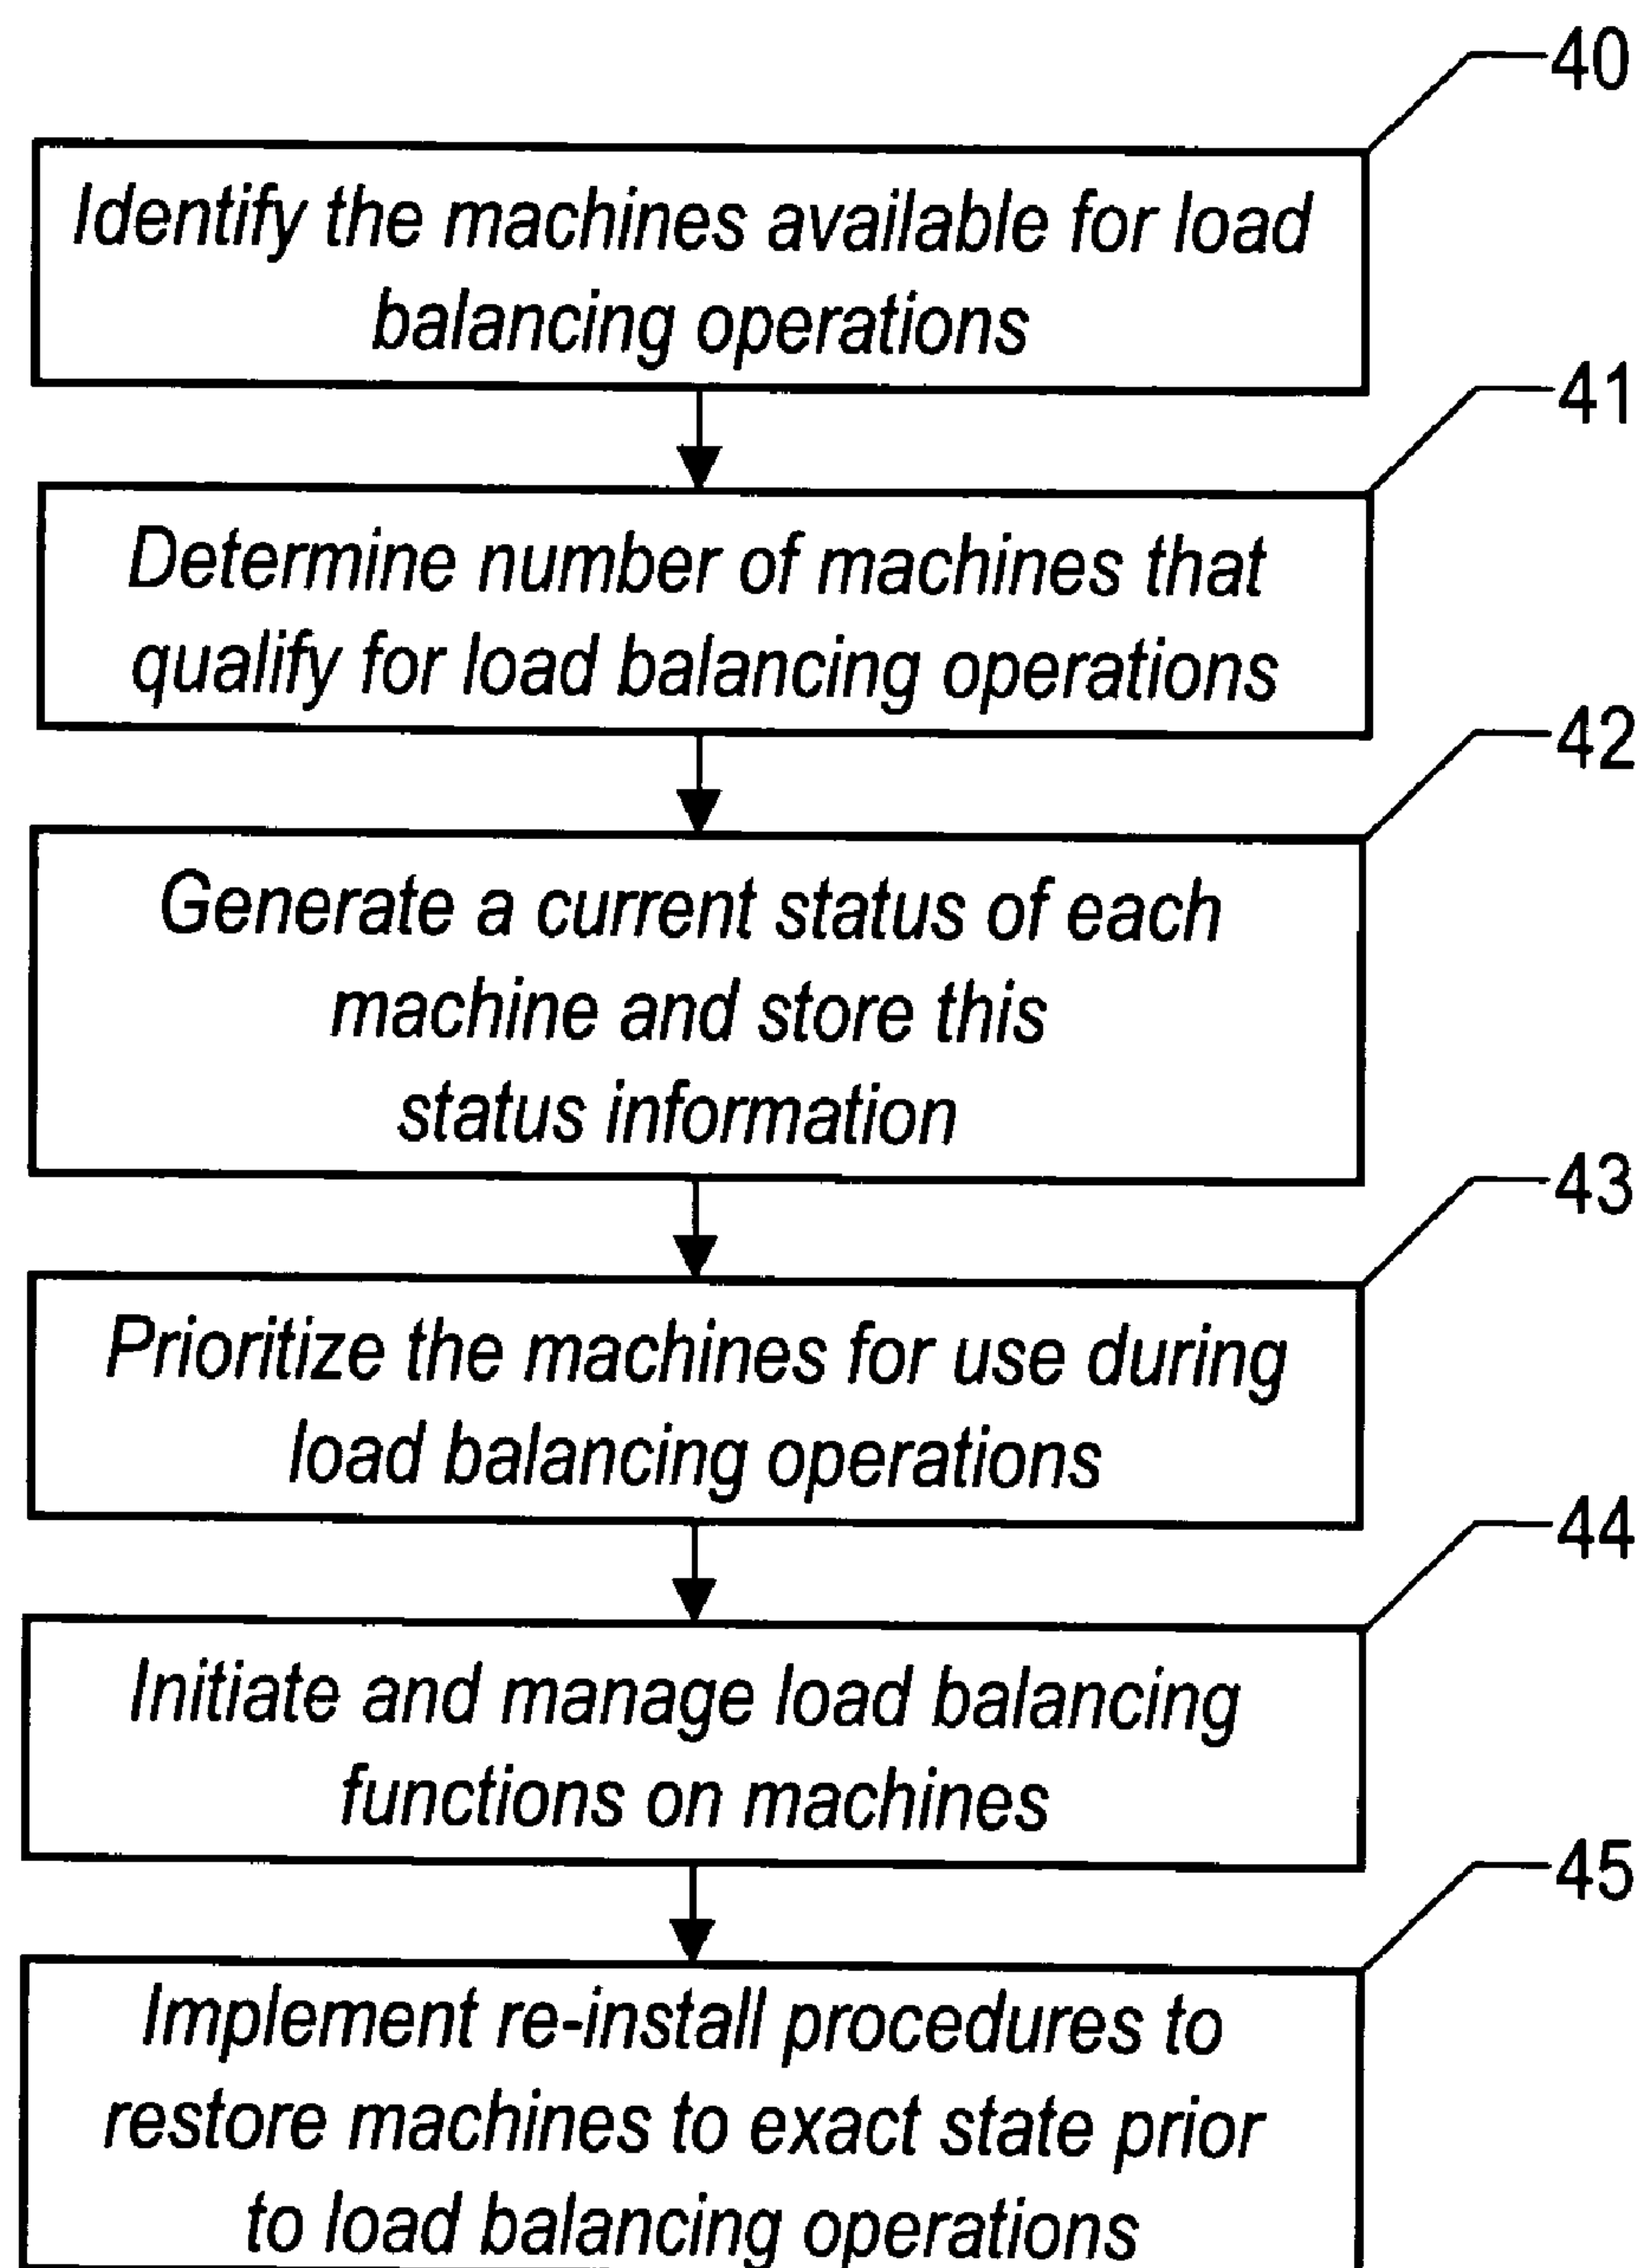 40
Identify the machines available for load
balancing operations
41
Determine number of machines that
qualify for load balancing operations
42
Generate a current status of each
machine and store this
status information
43
Prioritize the machines for use during
load balancing operations
44
Initiate and manage load balancing
functions on machines
45
Implement re-install procedures to
restore machines to exact state prior
to load balancing operations